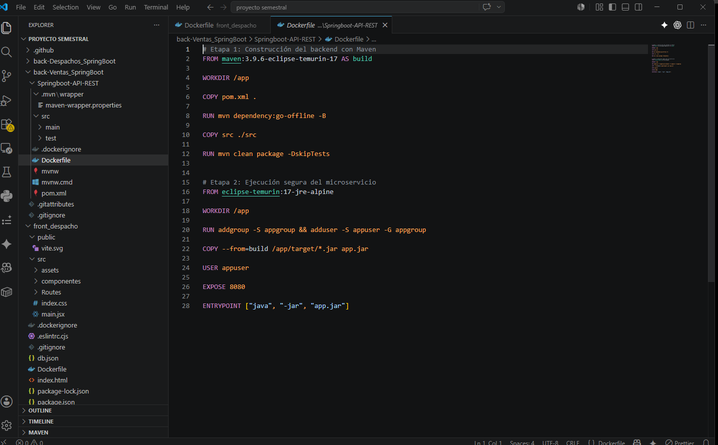 File Edit Selection View Go Run Terminal Help
proyecto semestral
EXPLORER
PROYECTO SEMESTRAL
.github
back-Despachos_SpringBoot
back-Ventas_SpringBoot
Springboot-API-REST
.mvn\wrapper
maven-wrapper.properties
src
main
test
.dockerignore
Dockerfile
mvnw
mvnw.cmd
pom.xml
.gitattributes
.gitignore
front_despacho
public
vite.svg
src
assets
componentes
Routes
index.css
main.jsx
.dockerignore
.eslintrc.cjs
.gitignore
db.json
Dockerfile
index.html
package-lock.json
package.json
OUTLINE
TIMELINE
MAVEN
Dockerfile front_despacho
Dockerfile ...\Springboot-API-REST
back-Ventas_SpringBoot > Springboot-API-REST > Dockerfile > ...
1 # Etapa 1: Construcción del backend con Maven
2 FROM maven:3.9.6-eclipse-temurin-17 AS build
3
4 WORKDIR /app
5
6 COPY pom.xml .
7
8 RUN mvn dependency:go-offline -B
9
10 COPY src ./src
11
12 RUN mvn clean package -DskipTests
13
14
15 # Etapa 2: Ejecución segura del microservicio
16 FROM eclipse-temurin:17-jre-alpine
17
18 WORKDIR /app
19
20 RUN addgroup -S appgroup && adduser -S appuser -G appgroup
21
22 COPY --from=build /app/target/*.jar app.jar
23
24 USER appuser
25
26 EXPOSE 8080
27
28 ENTRYPOINT ["java", "-jar", "app.jar"]
0 0
Ln 1, Col 1 Spaces: 4 UTF-8 CRLF Dockerfile Prettier